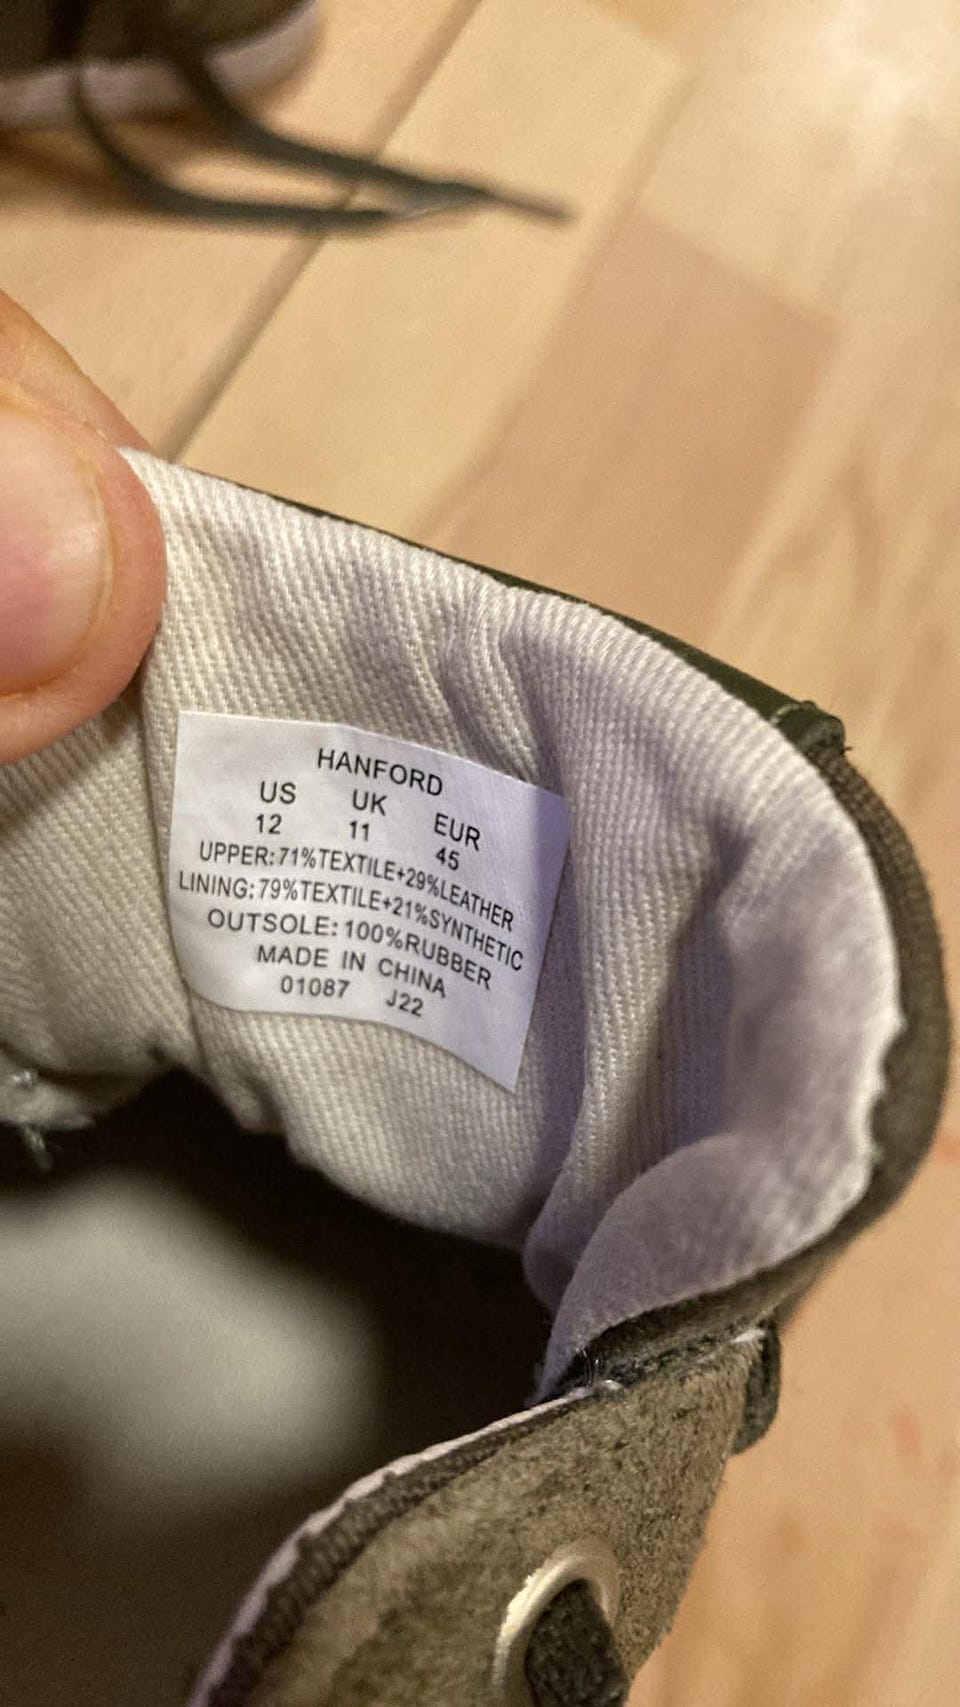 HANFORD
US UK EUR
12 11 45
UPPER:71%TEXTILE+29%LEATHER
LINING:79%TEXTILE+21%SYNTHETIC
OUTSOLE:100%RUBBER
MADE IN CHINA
01087 J22